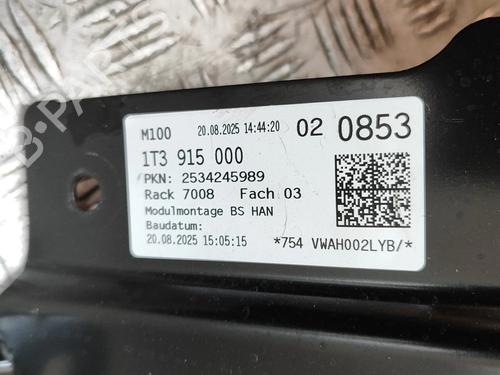 M100 20.08.2025 14:44:20 02 0853
1T3 915 000
PKN: 2534245989
Rack 7008 Fach 03
Modulmontage BS HAN
Baudatum:
20.08.2025 15:05:15 *754 VWAH002LYB/*